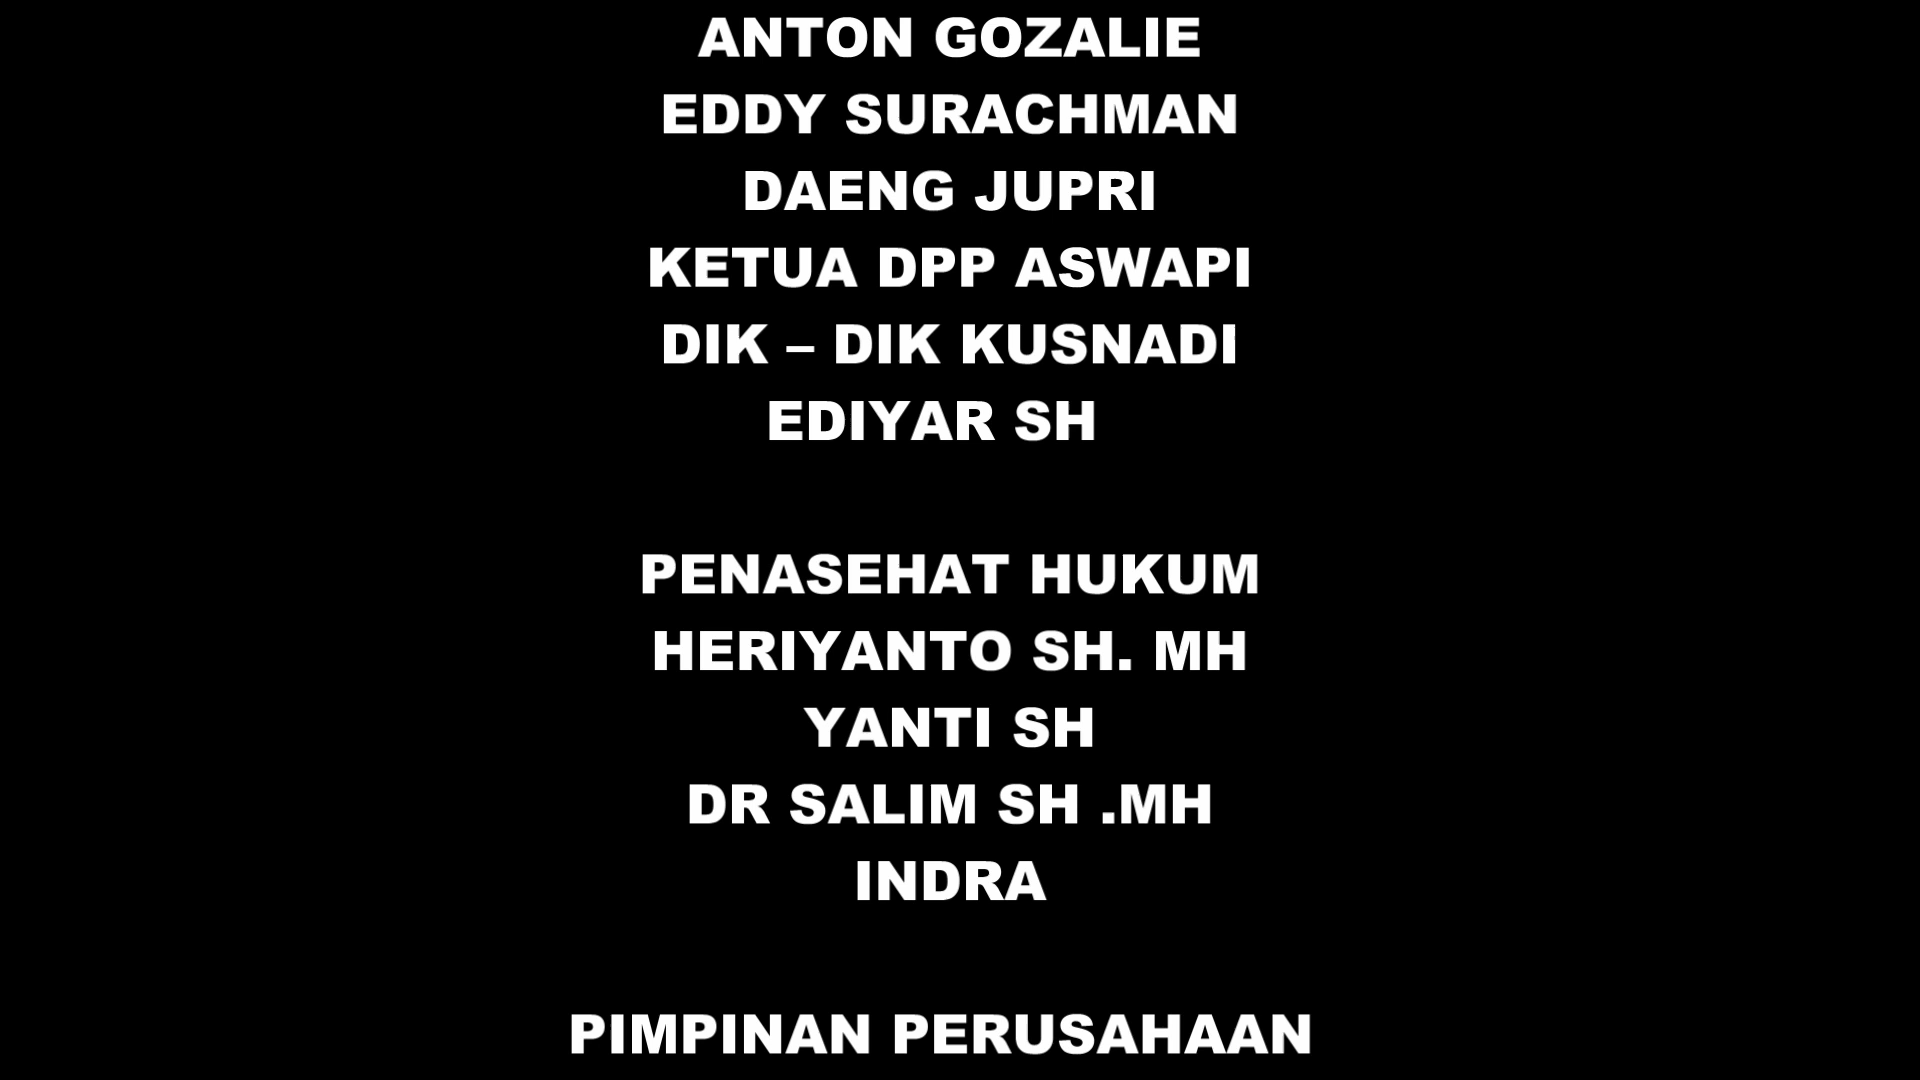 ANTON GOZALIE
EDDY SURACHMAN
DAENG JUPRI
KETUA DPP ASWAPI
DIK – DIK KUSNADI
EDIYAR SH
PENASEHAT HUKUM
HERIYANTO SH. MH
YANTI SH
DR SALIM SH .MH
INDRA
PIMPINAN PERUSAHAAN